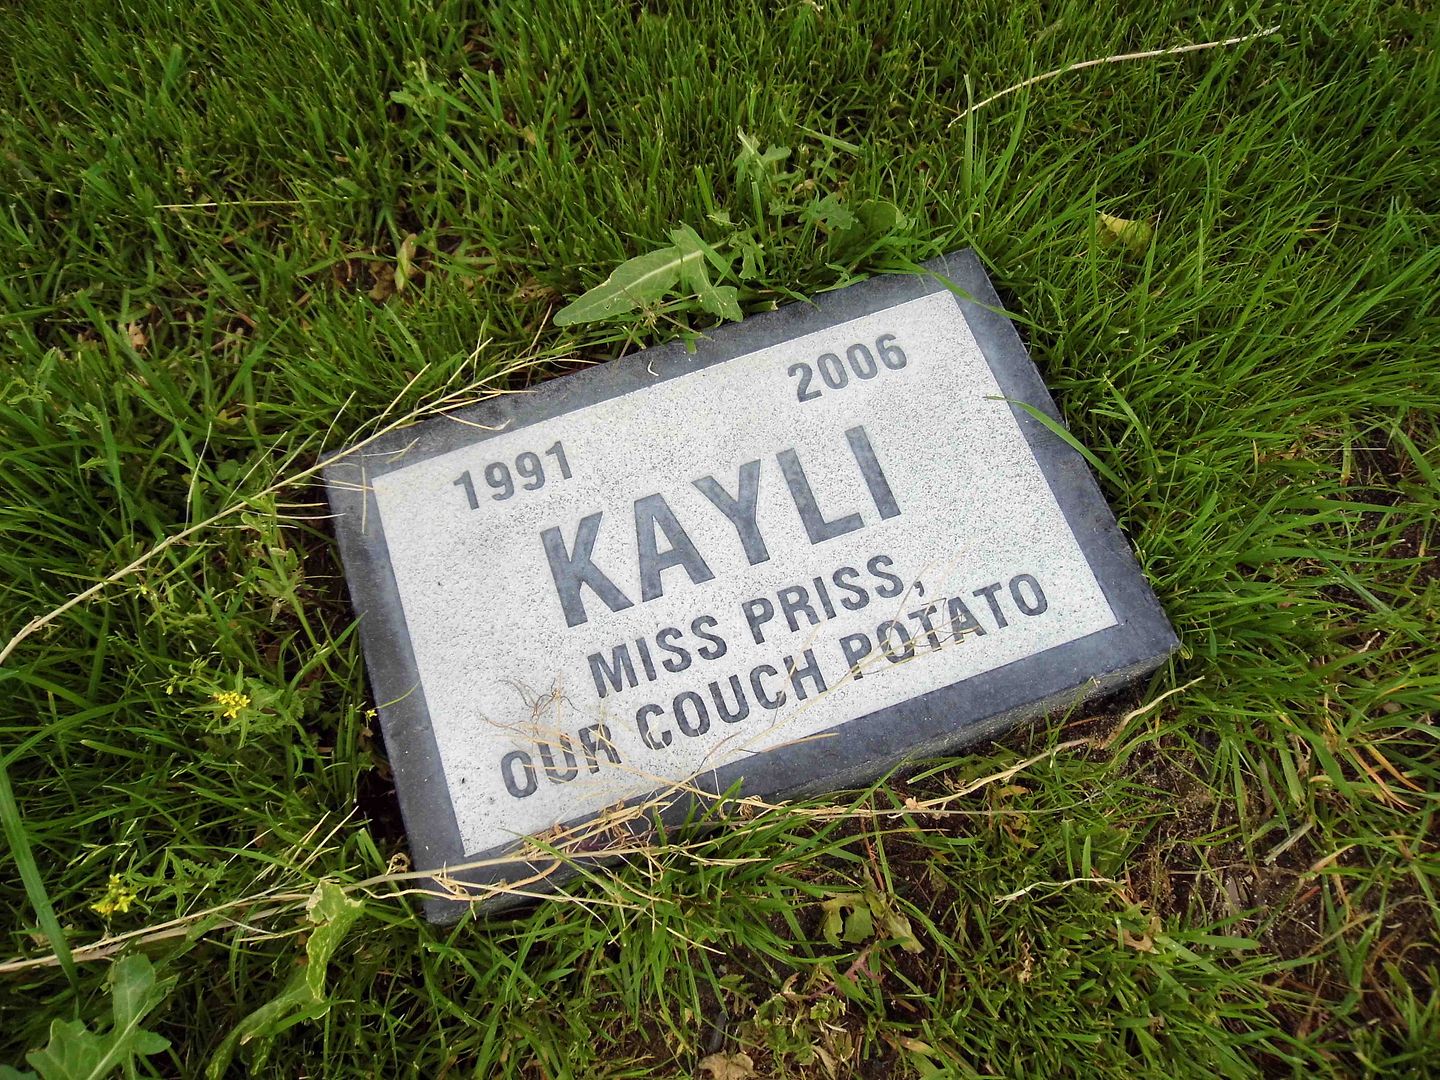 1991 2006
KAYLI
MISS PRISS,
OUR COUCH POTATO